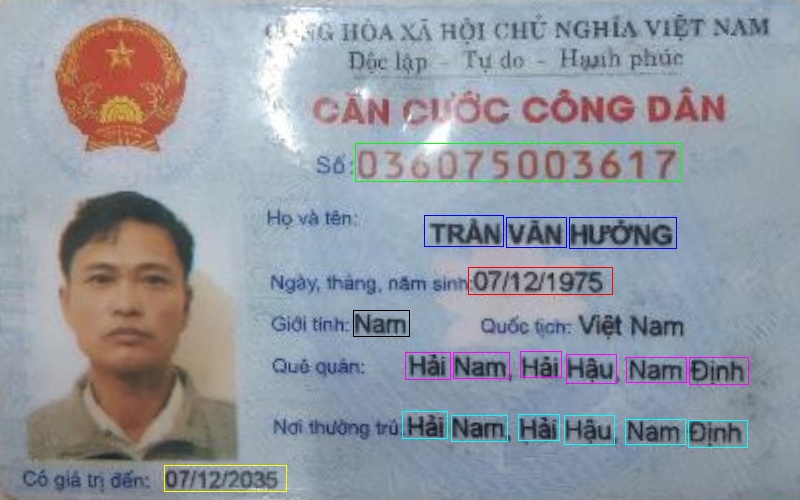 CỘNG HÒA XÃ HỘI CHỦ NGHĨA VIỆT NAM
Độc lập - Tự do - Hạnh phúc
CĂN CƯỚC CÔNG DÂN
Số: 036075003617
Họ và tên:
TRẦN VĂN HƯỞNG
Ngày, tháng, năm sinh: 07/12/1975
Giới tính: Nam Quốc tịch: Việt Nam
Quê quán: Hải Nam, Hải Hậu, Nam Định
Nơi thường trú: Hải Nam, Hải Hậu, Nam Định
Có giá trị đến: 07/12/2035